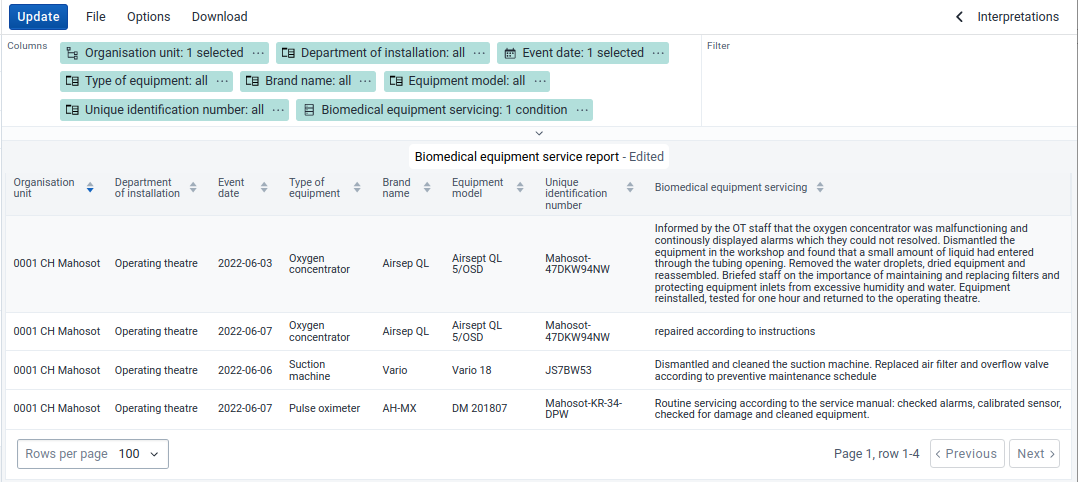 Update File Options Download Interpretations
Columns Organisation unit: 1 selected ··· Department of installation: all ··· Event date: 1 selected ··· Filter
Type of equipment: all ··· Brand name: all ··· Equipment model: all ···
Unique identification number: all ··· Biomedical equipment servicing: 1 condition ···
Biomedical equipment service report - Edited
Organisation unit
Department of installation
Event date
Type of equipment
Brand name
Equipment model
Unique identification number
Biomedical equipment servicing
0001 CH Mahosot
Operating theatre
2022-06-03
Oxygen
concentrator
Airsep QL
Airsept QL
5/OSD
Mahosot-
47DKW94NW
Informed by the OT staff that the oxygen concentrator was malfunctioning and
continously displayed alarms which they could not resolved. Dismantled the
equipment in the workshop and found that a small amount of liquid had entered
through the tubing opening. Removed the water droplets, dried equipment and
reassembled. Briefed staff on the importance of maintaining and replacing filters and
protecting equipment inlets from excessive humidity and water. Equipment
reinstalled, tested for one hour and returned to the operating theatre.
0001 CH Mahosot
Operating theatre
2022-06-07
Oxygen
concentrator
Airsep QL
Airsept QL
5/OSD
Mahosot-
47DKW94NW
repaired according to instructions
0001 CH Mahosot
Operating theatre
2022-06-06
Suction
machine
Vario
Vario 18
JS7BW53
Dismantled and cleaned the suction machine. Replaced air filter and overflow valve
according to preventive maintenance schedule
0001 CH Mahosot
Operating theatre
2022-06-07
Pulse oximeter
AH-MX
DM 201807
Mahosot-KR-34-
DPW
Routine servicing according to the service manual: checked alarms, calibrated sensor,
checked for damage and cleaned equipment.
Rows per page 100 Page 1, row 1-4 Previous Next